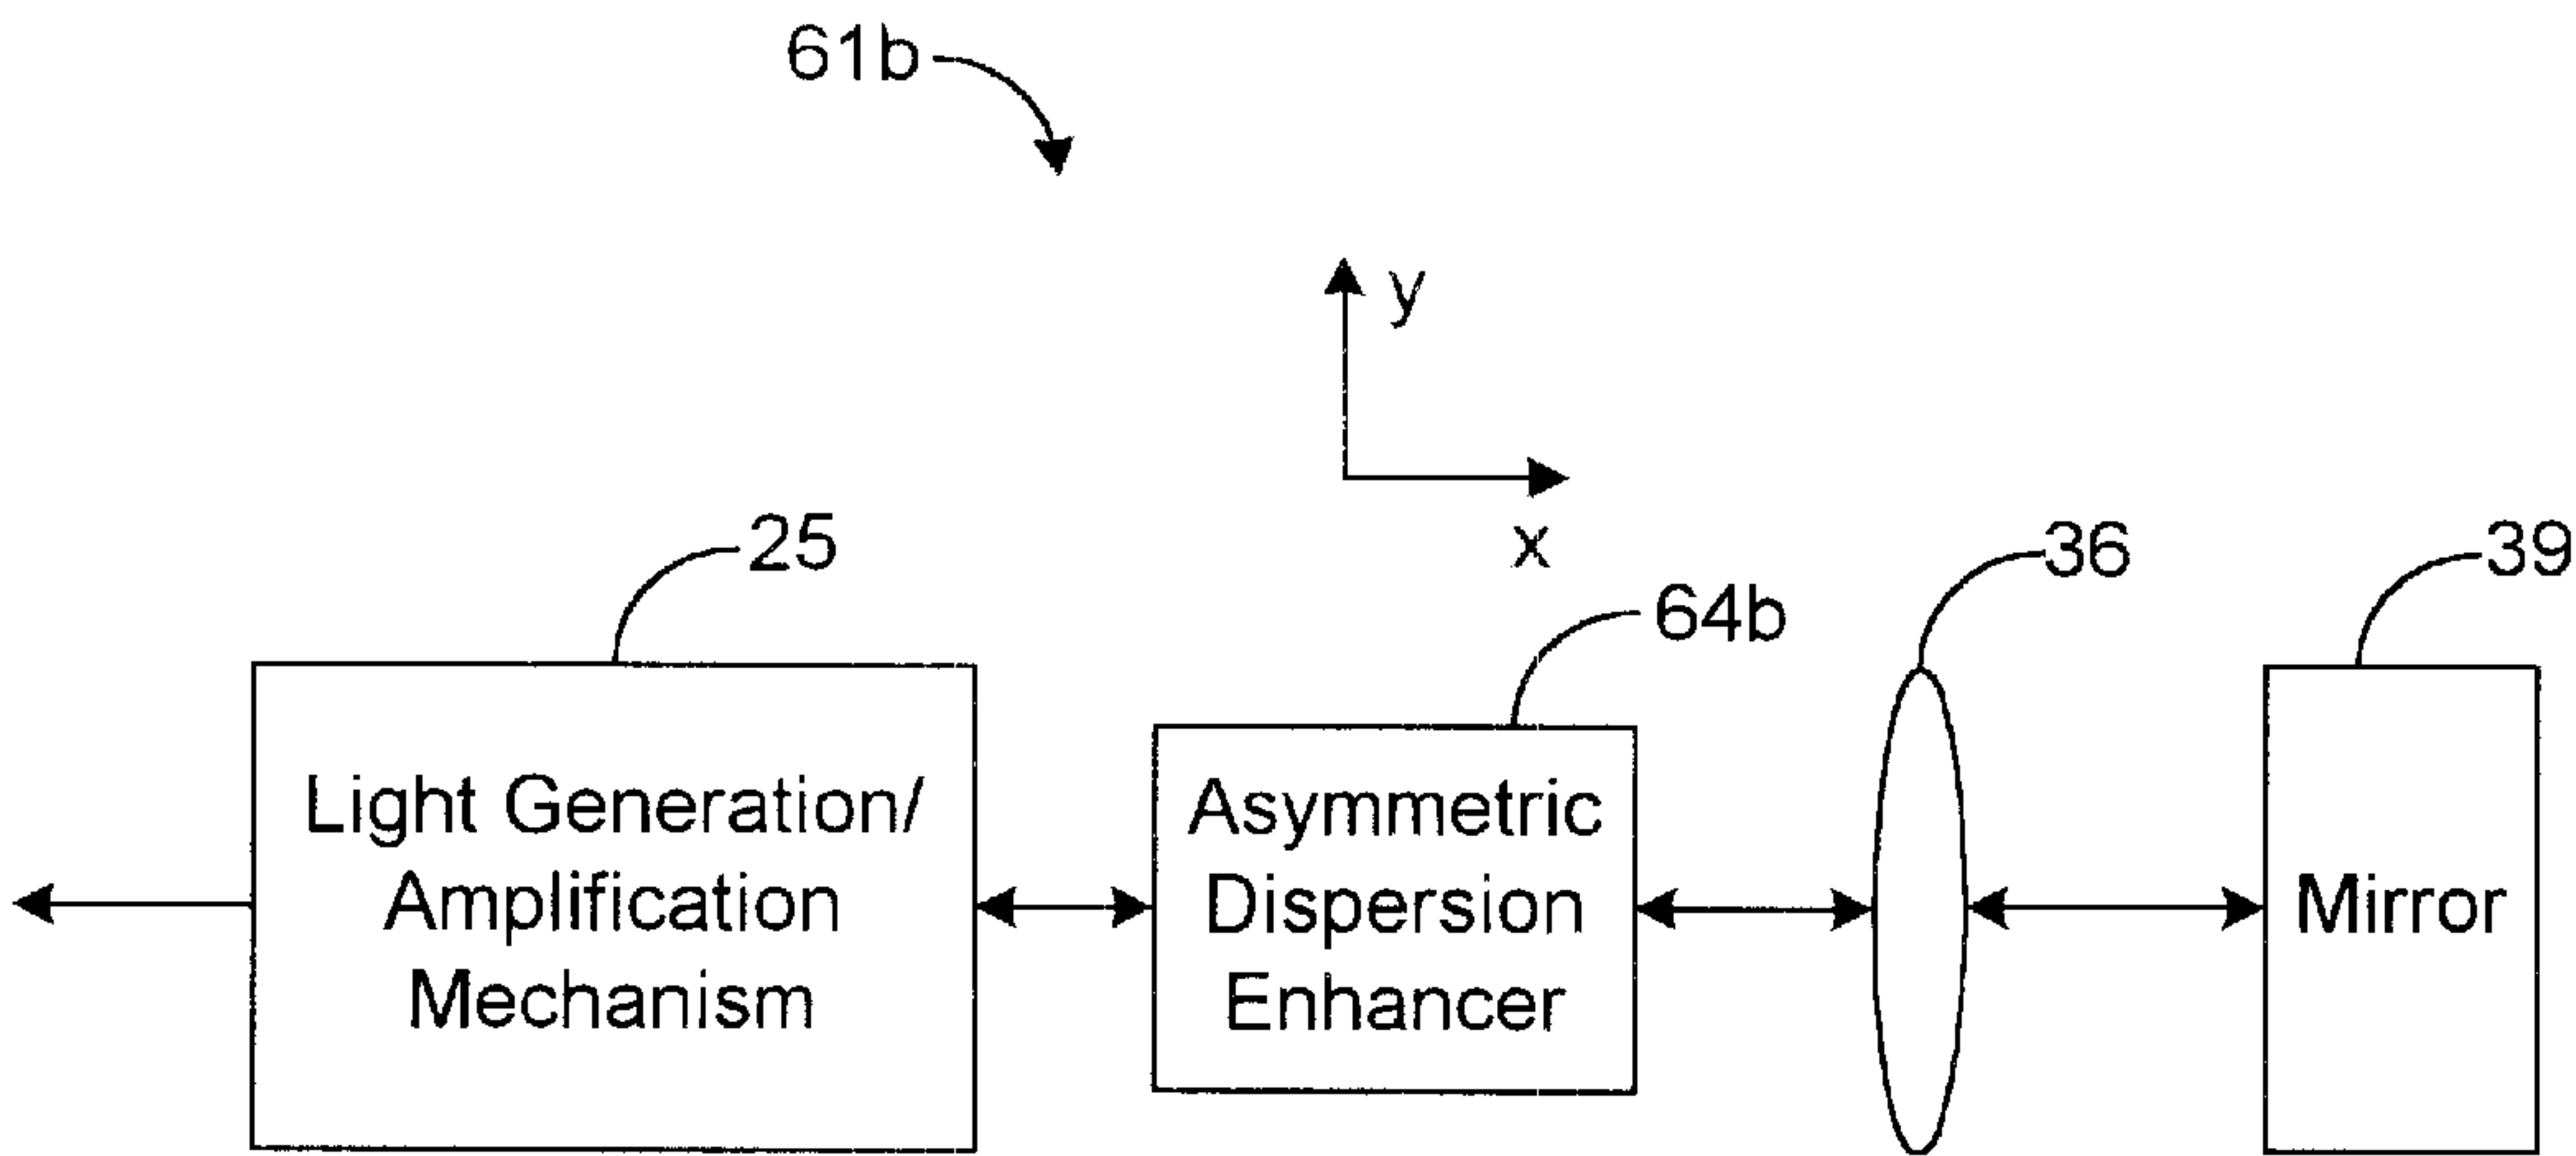 61b
y
x
25
36
39
64b
Light Generation/
Amplification
Mechanism
Asymmetric
Dispersion
Enhancer
Mirror